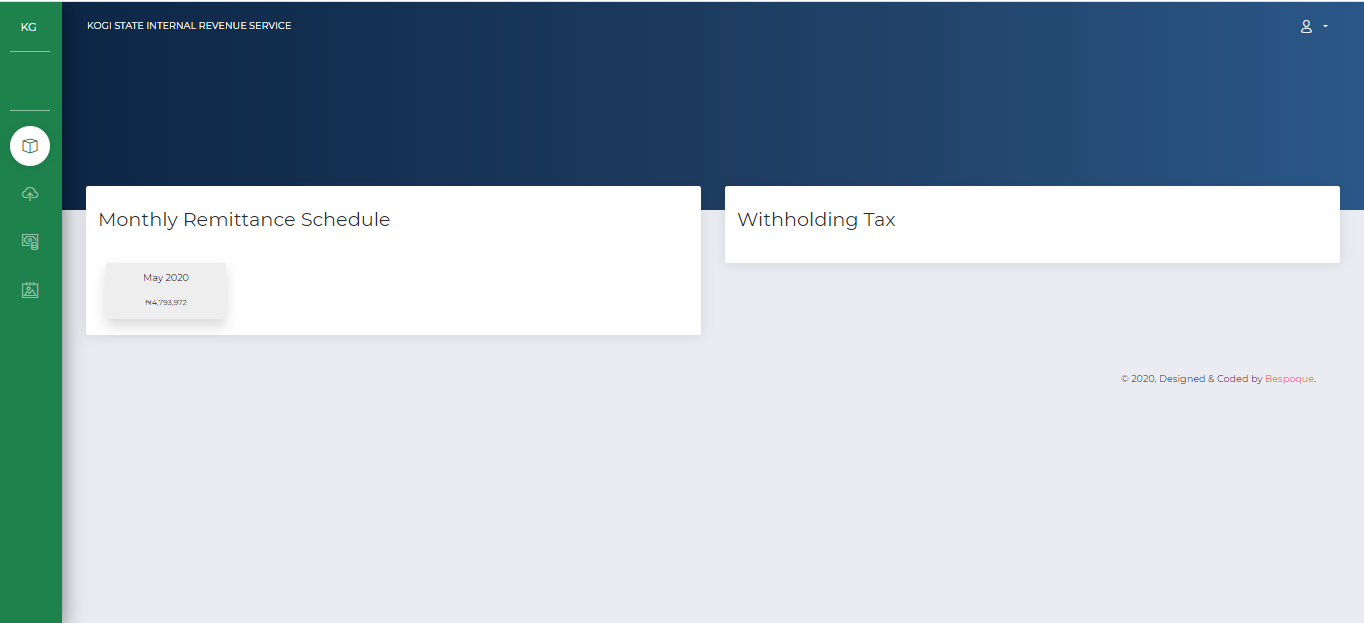 KG
KOGI STATE INTERNAL REVENUE SERVICE
Monthly Remittance Schedule
May 2020
₦4,793,972
Withholding Tax
© 2020, Designed & Coded by Bespoque.